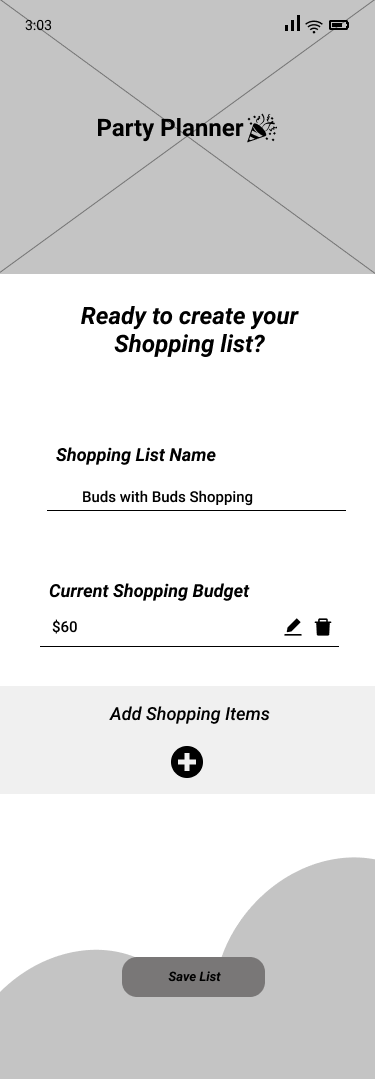 3:03
Party Planner
Ready to create your
Shopping list?
Shopping List Name
Buds with Buds Shopping
Current Shopping Budget
$60
Add Shopping Items
Save List